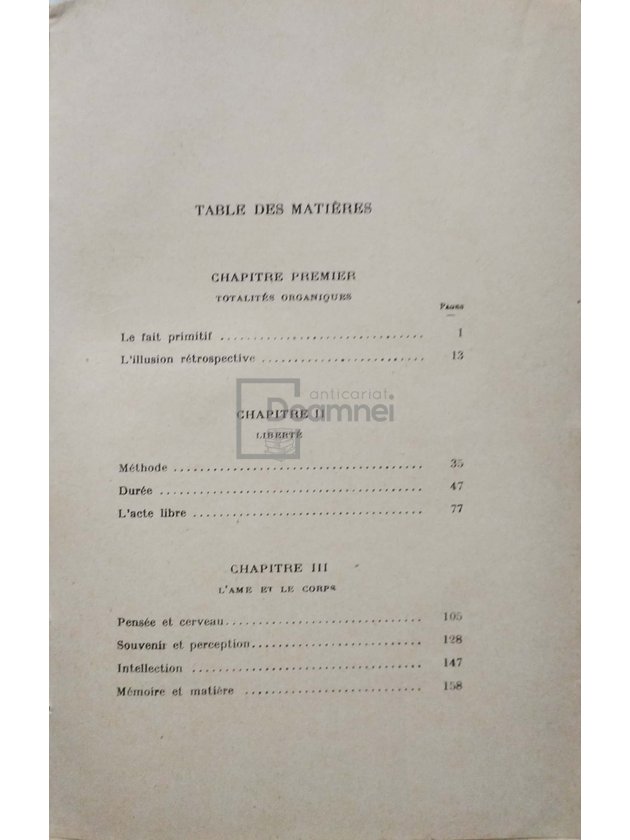 TABLE DES MATIÈRES
CHAPITRE PREMIER
TOTALITÉS ORGANIQUES
PAGES
Le fait primitif .............................. 1
L'illusion rétrospective ........................ 13
anticariat
Doamnei
CHAPITRE II
LIBERTÉ
Méthode ..................................... 35
Durée ....................................... 47
L'acte libre .................................. 77
CHAPITRE III
L'AME ET LE CORPS
Pensée et cerveau.............................. 105
Souvenir et perception.......................... 128
Intellection ................................... 147
Mémoire et matière ........................... 158